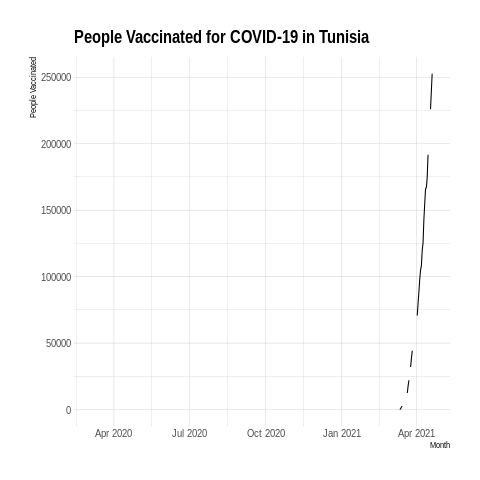 People Vaccinated for COVID-19 in Tunisia
People Vaccinated
250000
200000
150000
100000
50000
0
Apr 2020 Jul 2020 Oct 2020 Jan 2021 Apr 2021
Month